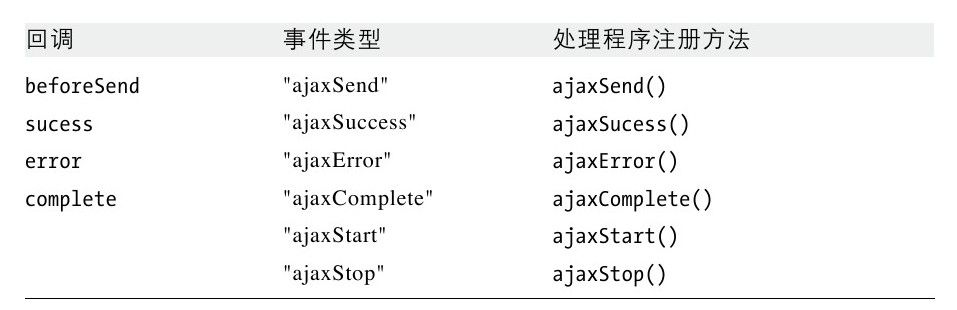 回调 事件类型 处理程序注册方法
beforeSend "ajaxSend" ajaxSend()
sucess "ajaxSuccess" ajaxSucess()
error "ajaxError" ajaxError()
complete "ajaxComplete" ajaxComplete()
"ajaxStart" ajaxStart()
"ajaxStop" ajaxStop()